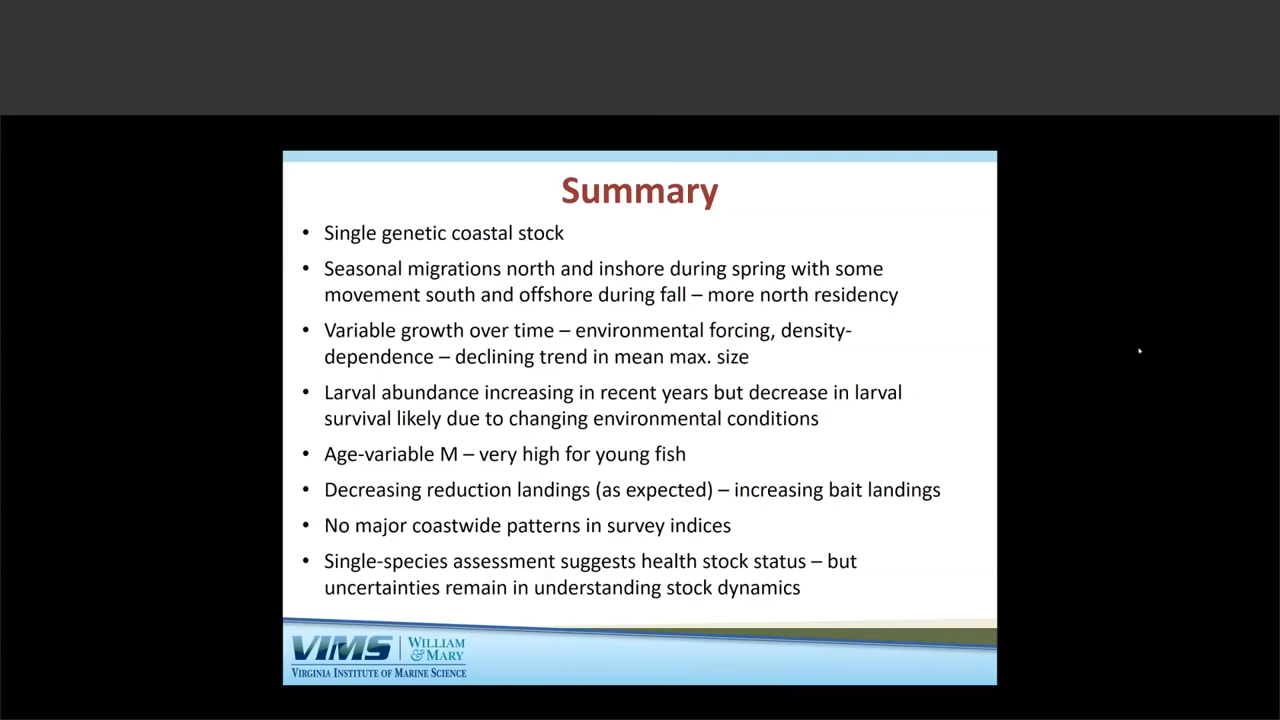 Summary
• Single genetic coastal stock
• Seasonal migrations north and inshore during spring with some
movement south and offshore during fall – more north residency
• Variable growth over time – environmental forcing, density-
dependence – declining trend in mean max. size
• Larval abundance increasing in recent years but decrease in larval
survival likely due to changing environmental conditions
• Age-variable M – very high for young fish
• Decreasing reduction landings (as expected) – increasing bait landings
• No major coastwide patterns in survey indices
• Single-species assessment suggests health stock status – but
uncertainties remain in understanding stock dynamics
VIMS
WILLIAM
& MARY
VIRGINIA INSTITUTE OF MARINE SCIENCE